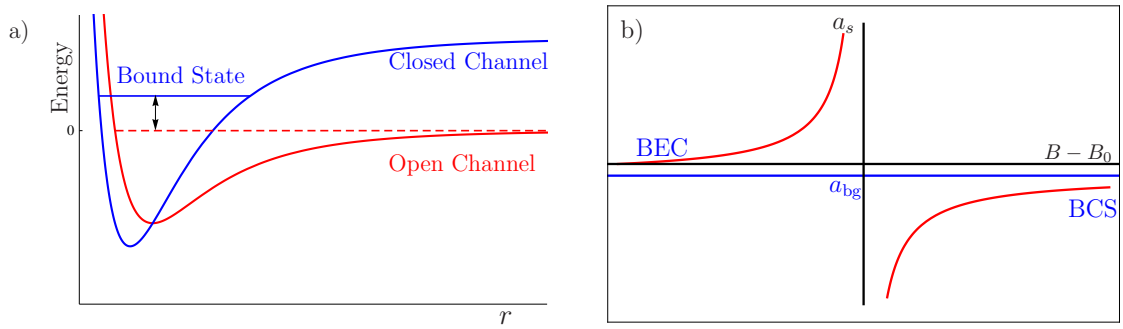 a)
Energy
0
Bound State
Closed Channel
Open Channel
r
b)
a_s
BEC
B − B_0
a_bg
BCS